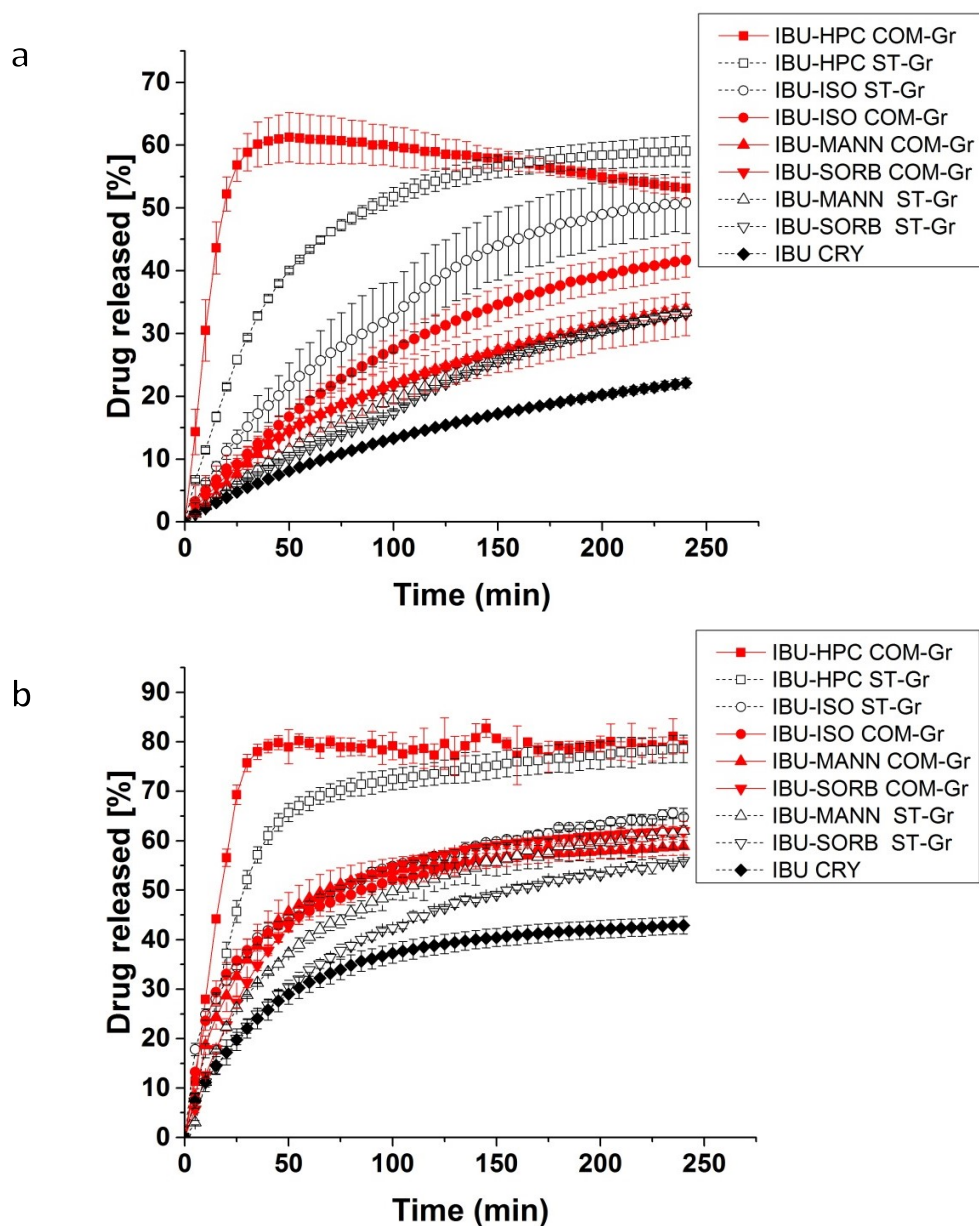 a
Drug released [%]
70
60
50
40
30
20
10
0
0
50
100
150
200
250
Time (min)
IBU-HPC COM-Gr
IBU-HPC ST-Gr
IBU-ISO ST-Gr
IBU-ISO COM-Gr
IBU-MANN COM-Gr
IBU-SORB COM-Gr
IBU-MANN ST-Gr
IBU-SORB ST-Gr
IBU CRY
b
Drug released [%]
90
80
70
60
50
40
30
20
10
0
0
50
100
150
200
250
Time (min)
IBU-HPC COM-Gr
IBU-HPC ST-Gr
IBU-ISO ST-Gr
IBU-ISO COM-Gr
IBU-MANN COM-Gr
IBU-SORB COM-Gr
IBU-MANN ST-Gr
IBU-SORB ST-Gr
IBU CRY